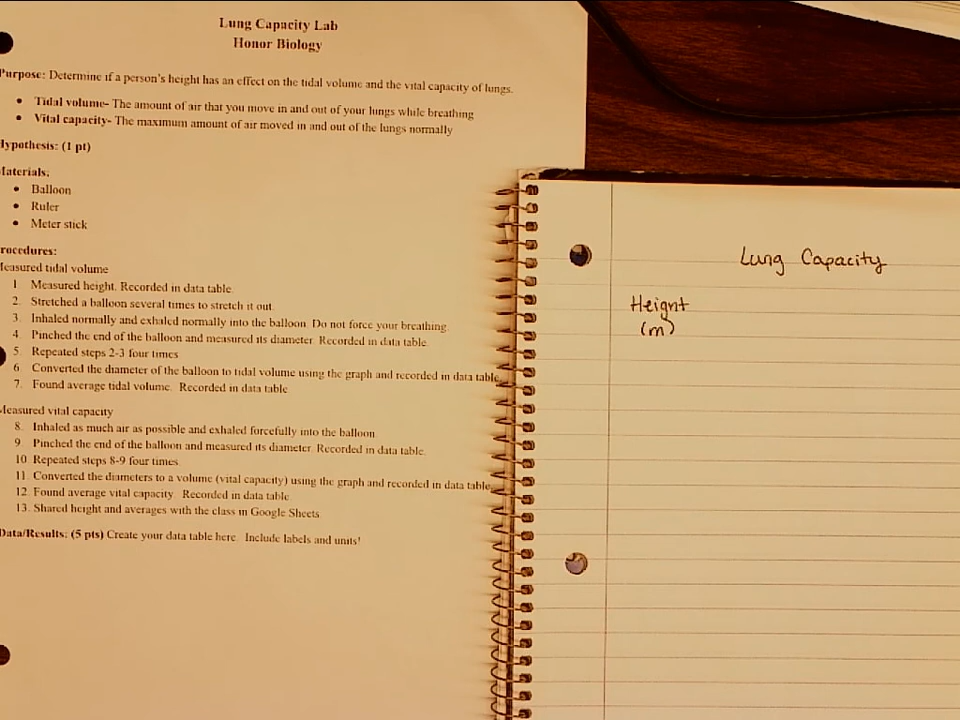 Lung Capacity Lab
Honor Biology
Purpose: Determine if a person's height has an effect on the tidal volume and the vital capacity of lungs.
• Tidal volume- The amount of air that you move in and out of your lungs while breathing
• Vital capacity- The maximum amount of air moved in and out of the lungs normally
Hypothesis: (1 pt)
Materials:
• Balloon
• Ruler
• Meter stick
rocedures:
Measured tidal volume
1. Measured height. Recorded in data table.
2. Stretched a balloon several times to stretch it out.
3. Inhaled normally and exhaled normally into the balloon. Do not force your breathing.
4. Pinched the end of the balloon and measured its diameter. Recorded in data table.
5. Repeated steps 2-3 four times
6. Converted the diameter of the balloon to tidal volume using the graph and recorded in data table.
7. Found average tidal volume. Recorded in data table
Measured vital capacity
8. Inhaled as much air as possible and exhaled forcefully into the balloon
9. Pinched the end of the balloon and measured its diameter. Recorded in data table.
10. Repeated steps 8-9 four times
11. Converted the diameters to a volume (vital capacity) using the graph and recorded in data table.
12. Found average vital capacity. Recorded in data table.
13. Shared height and averages with the class in Google Sheets
Data/Results: (5 pts) Create your data table here. Include labels and units!
Lung Capacity
Height
(m)